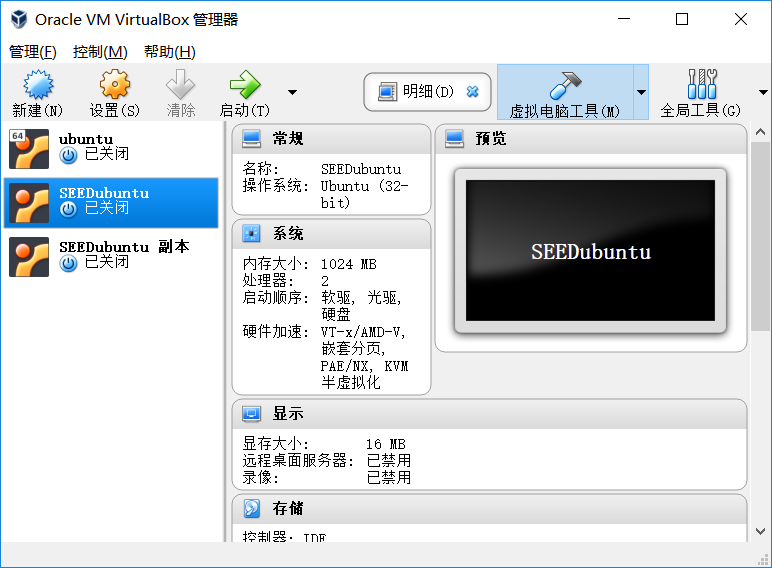 Oracle VM VirtualBox 管理器
管理(F) 控制(M) 帮助(H)
新建(N) 设置(S) 清除 启动(T) 明细(D) 虚拟电脑工具(M) 全局工具(G)
64
ubuntu
已关闭
SEEDubuntu
已关闭
SEEDubuntu 副本
已关闭
常规
名称: SEEDubuntu
操作系统: Ubuntu (32-
bit)
系统
内存大小: 1024 MB
处理器: 2
启动顺序: 软驱, 光驱,
硬盘
硬件加速: VT-x/AMD-V,
嵌套分页,
PAE/NX, KVM
半虚拟化
预览
SEEDubuntu
显示
显存大小: 16 MB
远程桌面服务器: 已禁用
录像: 已禁用
存储
控制器: IDE